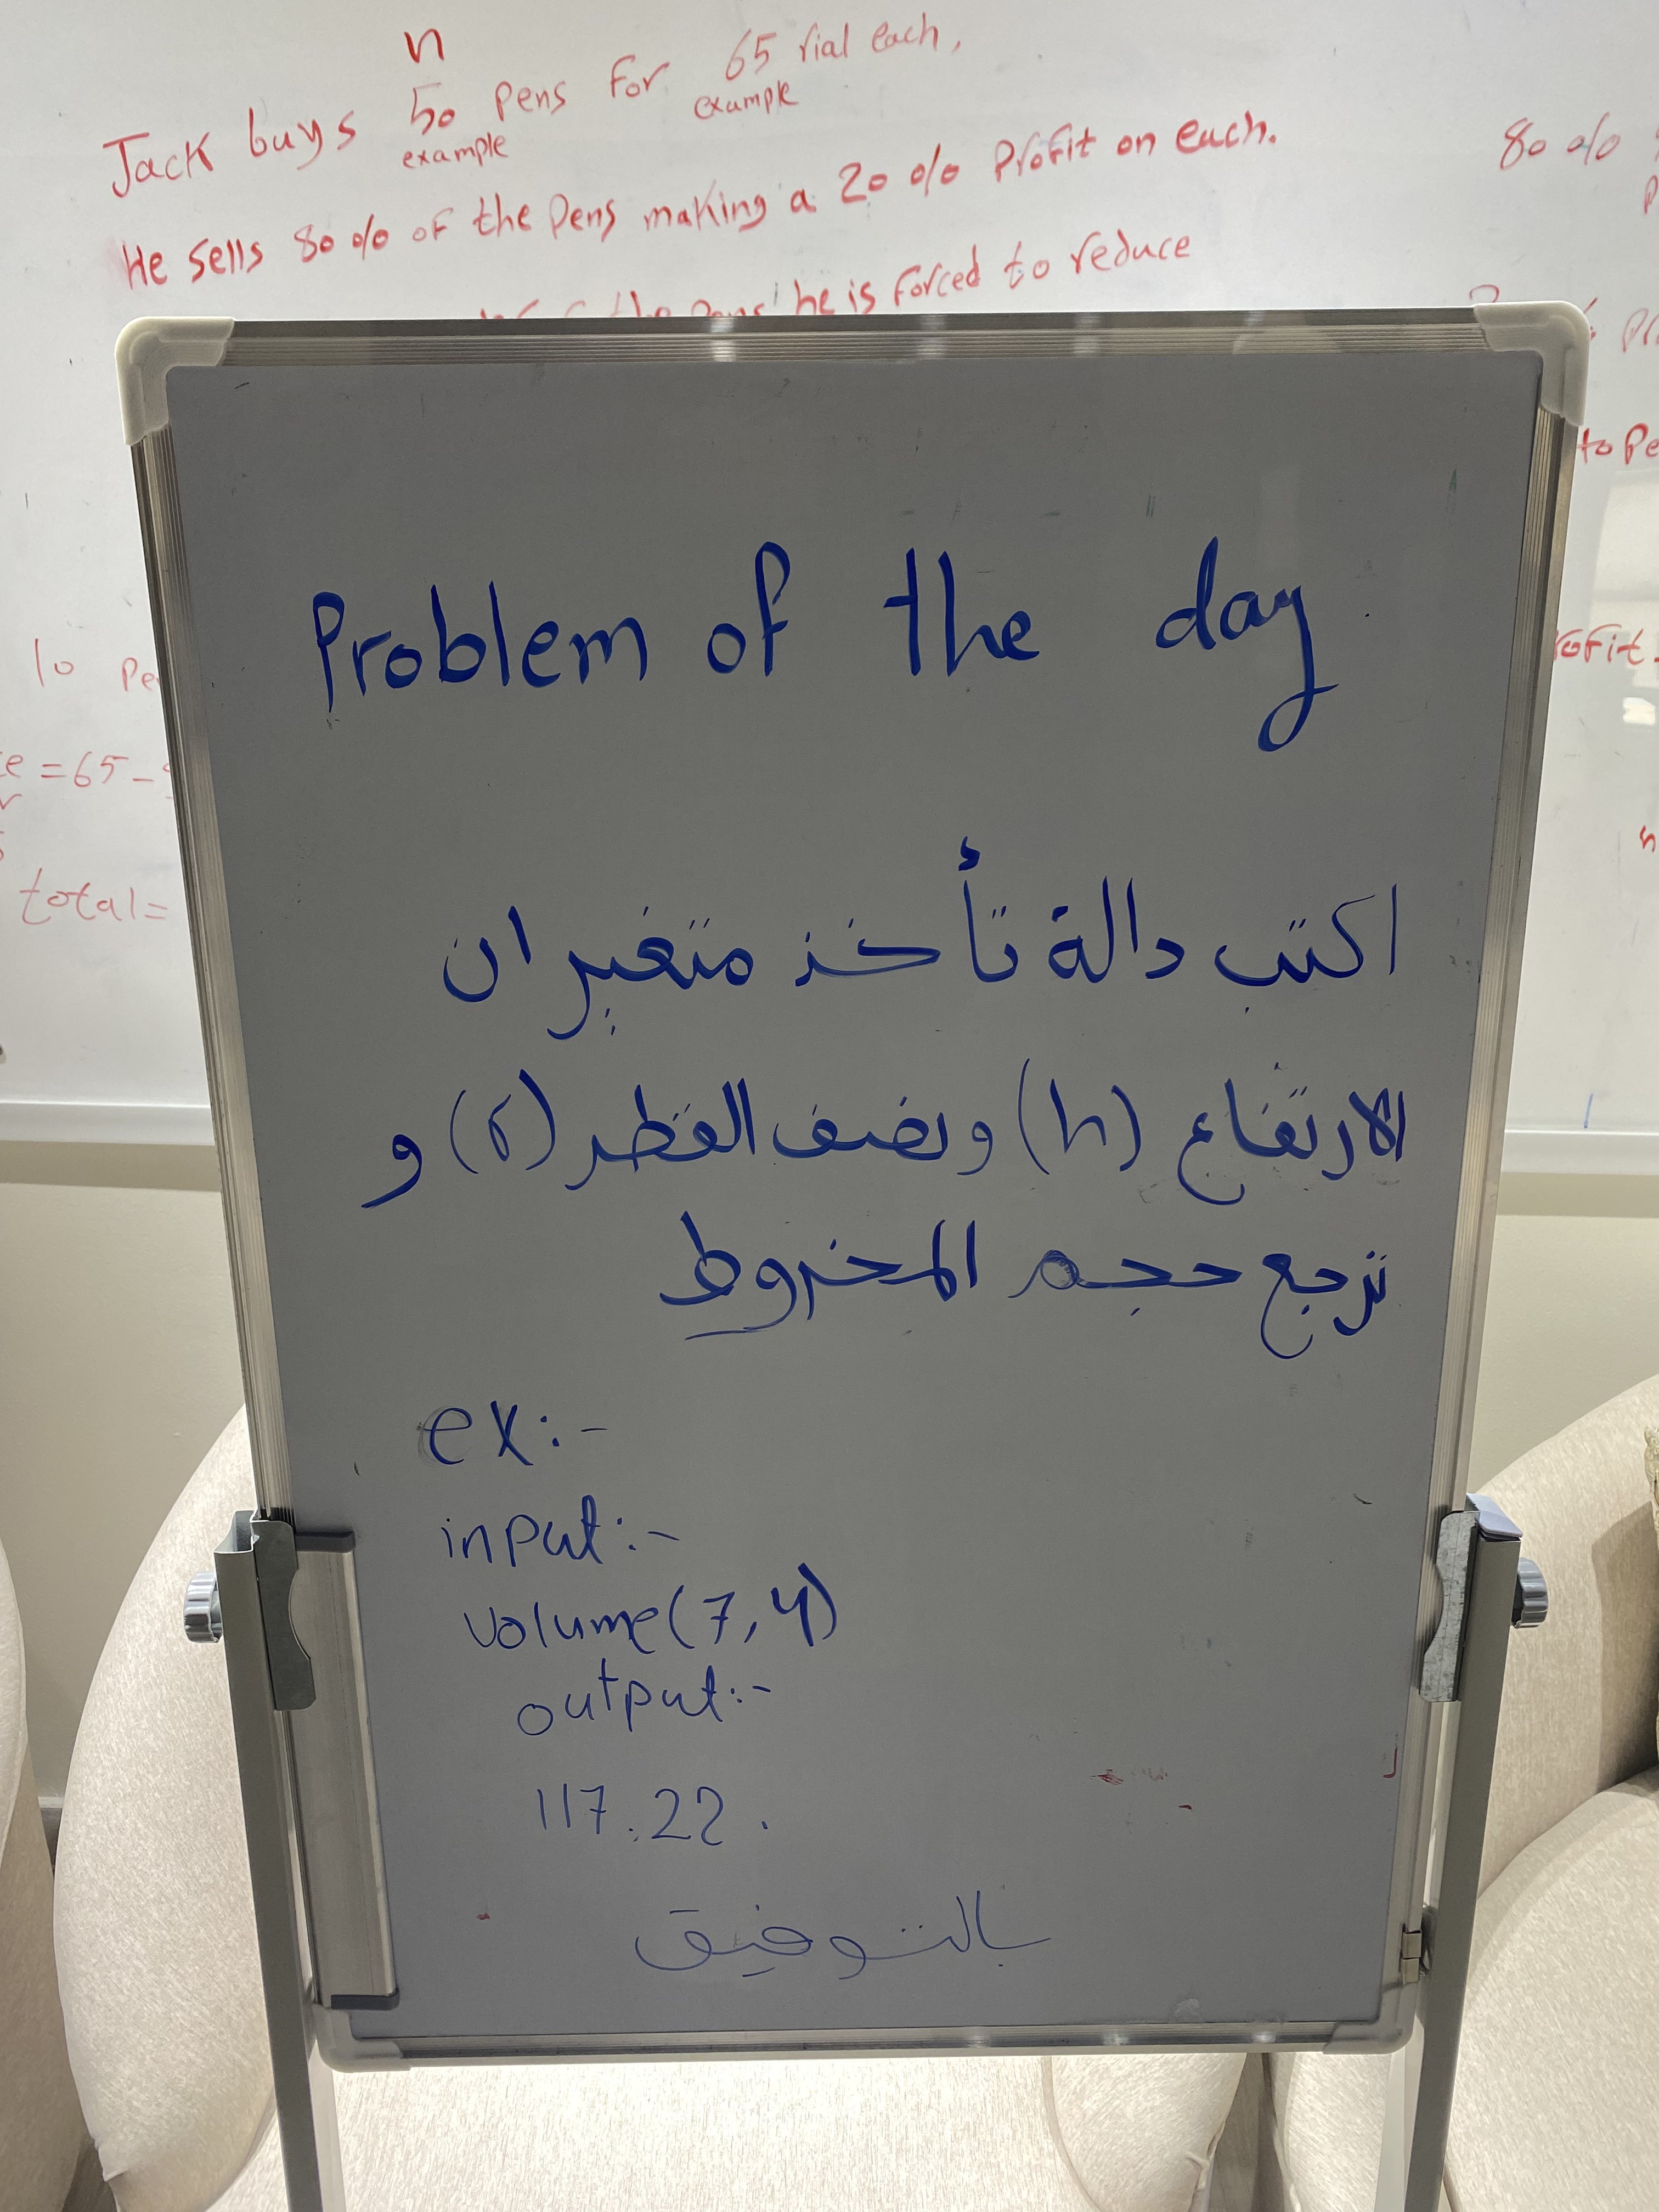 n
Jack buys 50 pens for 65 rial each,
example example
He sells 80 % of the Pens making a 20 % Profit on each.
the Pens he is forced to reduce
80 %
to Pe
10 Pe
rofit.
e = 65 -
total =
Problem of the day
اكتب دالة تأخذ متغيران
الارتفاع (h) ونصف القطر (r) و
ترجع حجم المخروط
ex:-
input:-
volume(7,4)
output:-
117.22.
بالتوفيق